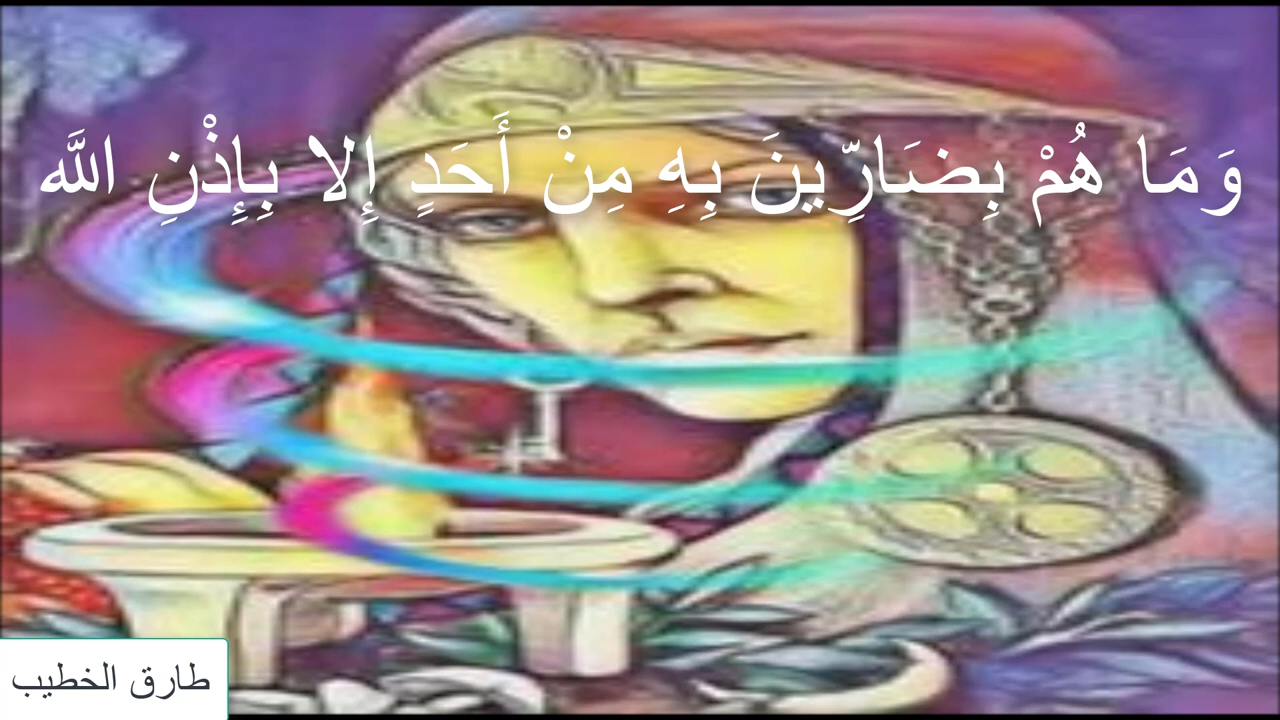 وَمَا هُمْ بِضَارِّينَ بِهِ مِنْ أَحَدٍ إِلا بِإِذْنِ اللَّه
طارق الخطيب